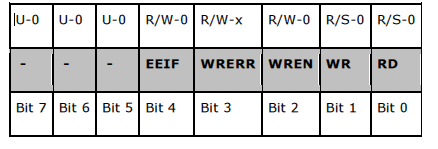 U-0 U-0 U-0 R/W-0 R/W-x R/W-0 R/S-0 R/S-0
- - - EEIF WRERR WREN WR RD
Bit 7 Bit 6 Bit 5 Bit 4 Bit 3 Bit 2 Bit 1 Bit 0